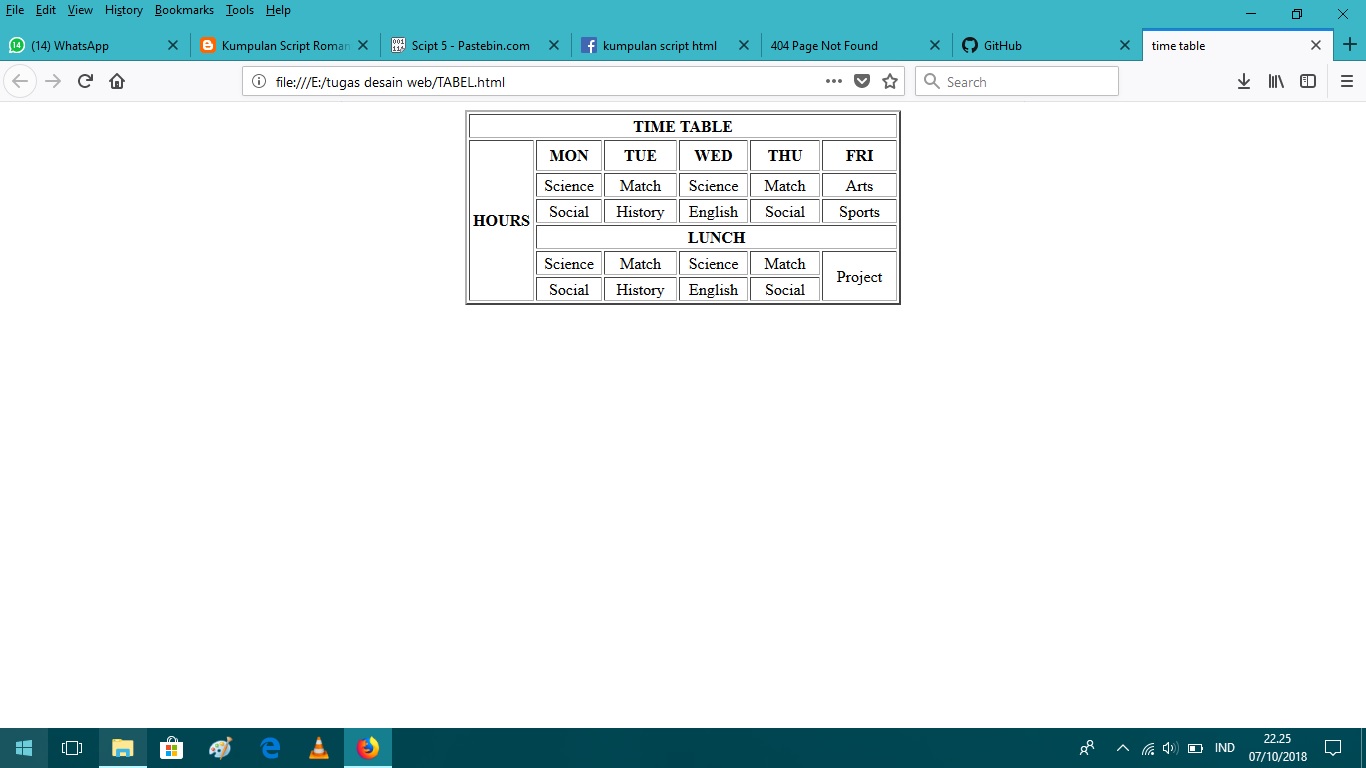 File Edit View History Bookmarks Tools Help
(14) WhatsApp Kumpulan Script Roman Scipt 5 - Pastebin.com kumpulan script html 404 Page Not Found GitHub time table
file:///E:/tugas desain web/TABEL.html Search
TIME TABLE
MON TUE WED THU FRI
Science Match Science Match Arts
Social History English Social Sports
HOURS
LUNCH
Science Match Science Match
Project
Social History English Social
IND 22.25
07/10/2018